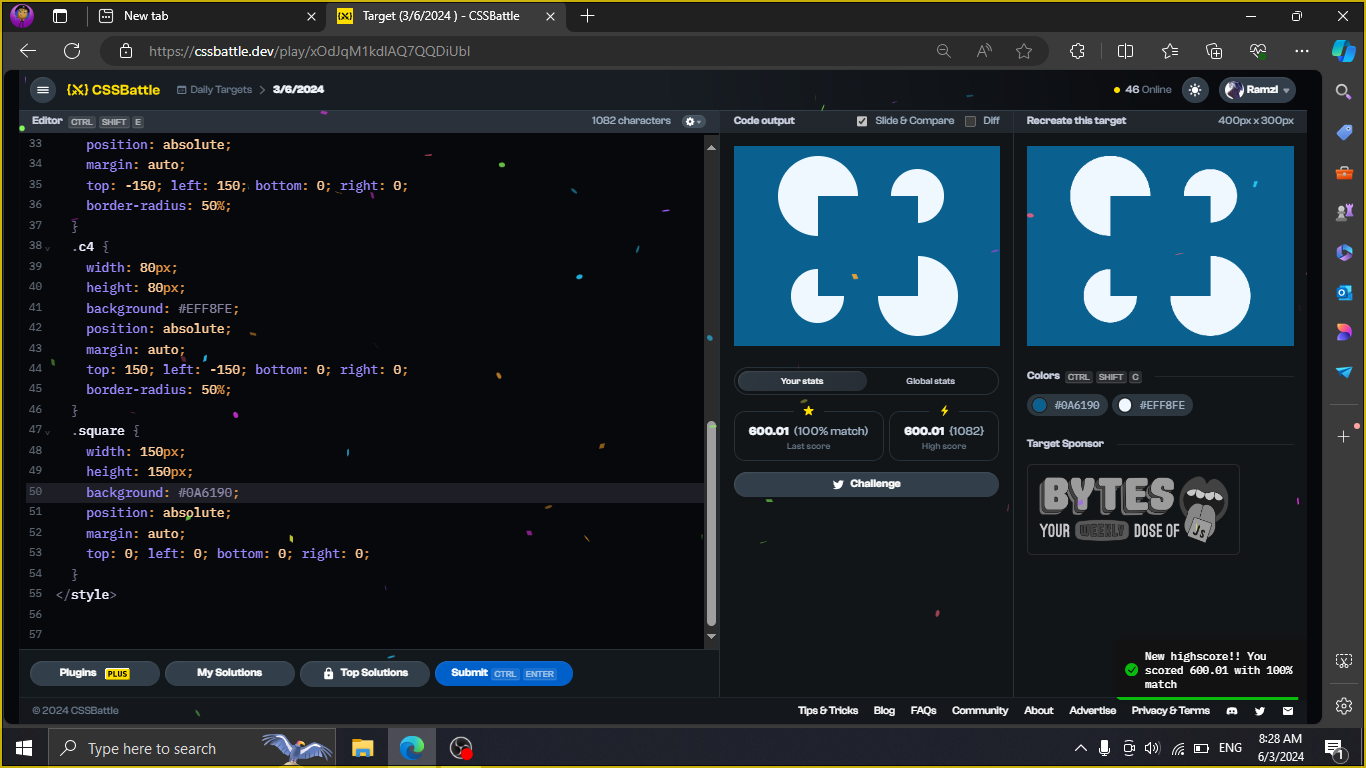 New tab
Target (3/6/2024 ) - CSSBattle
https://cssbattle.dev/play/xOdJqM1kdlAQ7QQDiUbI
CSSBattle
Daily Targets > 3/6/2024
46 Online
Ramzi
Editor CTRL SHIFT E
1082 characters
Code output
Slide & Compare
Diff
Recreate this target
400px x 300px
33 position: absolute;
34 margin: auto;
35 top: -150; left: 150; bottom: 0; right: 0;
36 border-radius: 50%;
37 }
38 .c4 {
39 width: 80px;
40 height: 80px;
41 background: #EFF8FE;
42 position: absolute;
43 margin: auto;
44 top: 150; left: -150; bottom: 0; right: 0;
45 border-radius: 50%;
46 }
47 .square {
48 width: 150px;
49 height: 150px;
50 background: #0A6190;
51 position: absolute;
52 margin: auto;
53 top: 0; left: 0; bottom: 0; right: 0;
54 }
55 </style>
56
57
Your stats
Global stats
600.01 (100% match)
Last score
600.01 {1082}
High score
Challenge
Colors CTRL SHIFT C
#0A6190
#EFF8FE
Target Sponsor
BYTES
YOUR WEEKLY DOSE OF
JS
Plugins PLUS
My Solutions
Top Solutions
Submit CTRL ENTER
New highscore!! You
scored 600.01 with 100%
match
© 2024 CSSBattle
Tips & Tricks
Blog
FAQs
Community
About
Advertise
Privacy & Terms
Type here to search
ENG
8:28 AM
6/3/2024
1